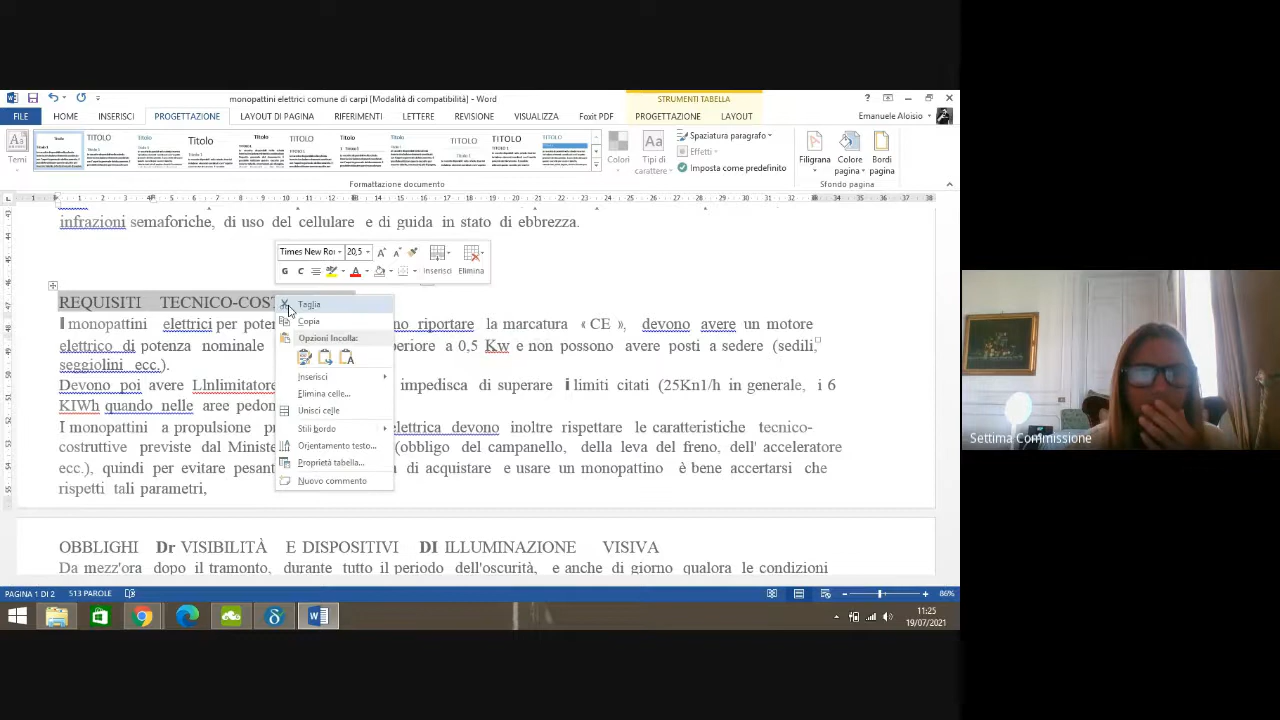 monopattini elettrici comune di carpi [Modalità di compatibilità] - Word
STRUMENTI TABELLA
FILE HOME INSERISCI PROGETTAZIONE LAYOUT DI PAGINA RIFERIMENTI LETTERE REVISIONE VISUALIZZA Foxit PDF PROGETTAZIONE LAYOUT Emanuele Aloisio
Temi
TITOLO TITOLO Titolo Titolo Titolo TITOLO Titolo Titolo TITOLO TITOLO
Colori
Tipi di carattere
Spaziatura paragrafo
Effetti
Imposta come predefinito
Filigrana
Colore pagina
Bordi pagina
Formattazione documento
Sfondo pagina
infrazioni semaforiche, di uso del cellulare e di guida in stato di ebbrezza.
Times New Ro 20,5
G C Inserisci Elimina
REQUISITI TECNICO-COST
I monopattini elettrici per poter no riportare la marcatura « CE », devono avere un motore
elettrico di potenza nominale periore a 0,5 Kw e non possono avere posti a sedere (sedili,
seggiolini ecc.).
Devono poi avere Llnlimitatore impedisca di superare i limiti citati (25Kn1/h in generale, i 6
KIWh quando nelle aree pedon
I monopattini a propulsione p elettrica devono inoltre rispettare le caratteristiche tecnico-
costruttive previste dal Ministe (obbligo del campanello, della leva del freno, dell' acceleratore
ecc.), quindi per evitare pesant di acquistare e usare un monopattino è bene accertarsi che
rispetti tali parametri,
Taglia
Copia
Opzioni Incolla:
Inserisci
Elimina celle...
Unisci celle
Stili bordo
Orientamento testo...
Proprietà tabella...
Nuovo commento
OBBLIGHI Dr VISIBILITÀ E DISPOSITIVI DI ILLUMINAZIONE VISIVA
Da mezz'ora dopo il tramonto, durante tutto il periodo dell'oscurità, e anche di giorno qualora le condizioni
PAGINA 1 DI 2 513 PAROLE 86%
11:25
19/07/2021
Settima Commissione